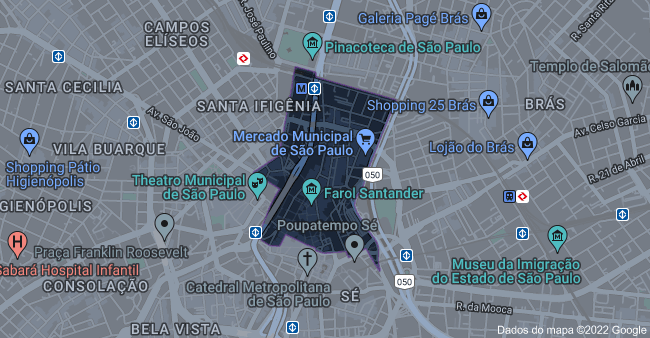 CAMPOS
ELÍSEOS
R. José Paulino
Galeria Pagé Brás
Pinacoteca de São Paulo
Templo de Salomão
SANTA CECILIA
Av. São João
SANTA IFIGÊNIA
Shopping 25 Brás
BRÁS
Av. Celso Garcia
Mercado Municipal
de São Paulo
VILA BUARQUE
Lojão do Brás
Shopping Pátio
Higienópolis
R. 21 de Abril
050
Theatro Municipal
de São Paulo
Farol Santander
GIENÓPOLIS
Poupatempo Sé
Praça Franklin Roosevelt
Sabará Hospital Infantil
CONSOLAÇÃO
Catedral Metropolitana
de São Paulo
Museu da Imigração
do Estado de São Paulo
050
SÉ
R. da Mooca
BELA VISTA
Dados do mapa ©2022 Google